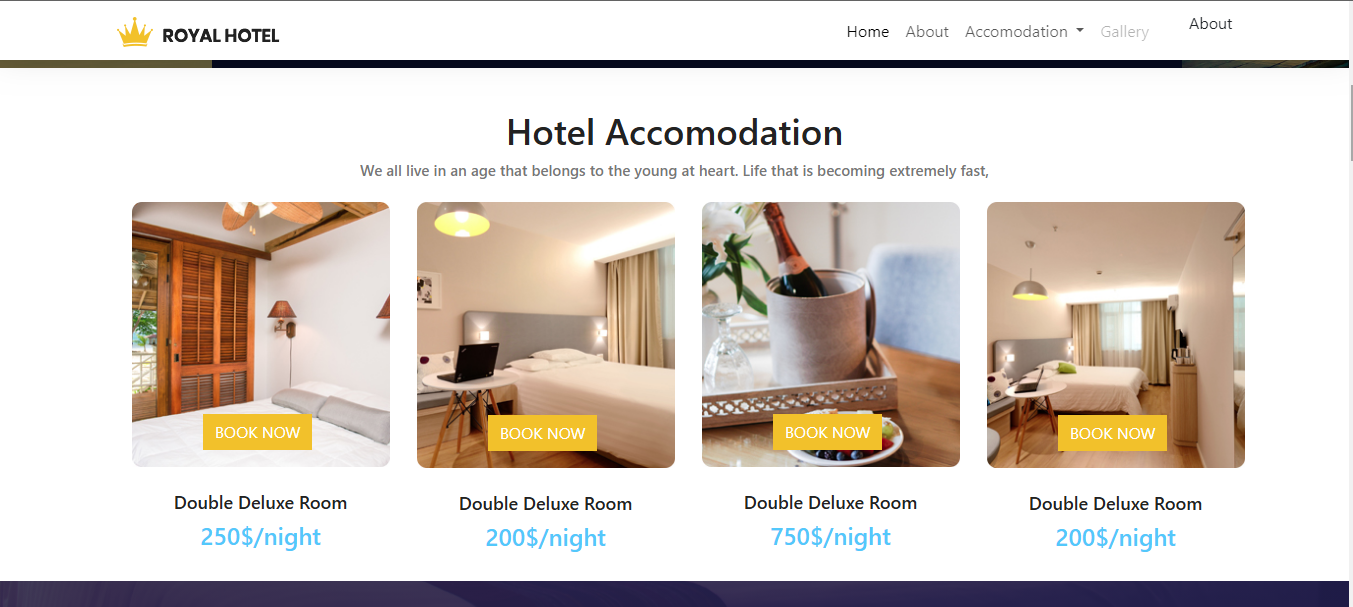 ROYAL HOTEL
Home About Accomodation Gallery About
Hotel Accomodation
We all live in an age that belongs to the young at heart. Life that is becoming extremely fast,
BOOK NOW BOOK NOW BOOK NOW BOOK NOW
Double Deluxe Room Double Deluxe Room Double Deluxe Room Double Deluxe Room
250$/night 200$/night 750$/night 200$/night